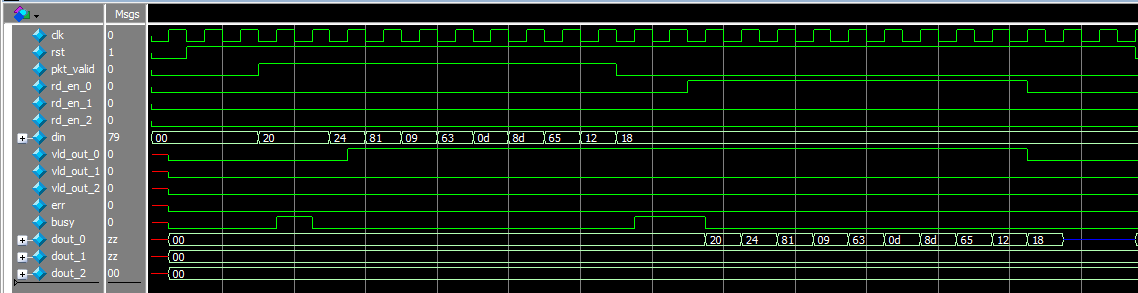 Msgs
clk 0
rst 1
pkt_valid 0
rd_en_0 0
rd_en_1 0
rd_en_2 0
din 79 00 20 24 81 09 63 0d 8d 65 12 18
vld_out_0 0
vld_out_1 0
vld_out_2 0
err 0
busy 0
dout_0 zz 00 20 24 81 09 63 0d 8d 65 12 18
dout_1 zz 00
dout_2 00 00